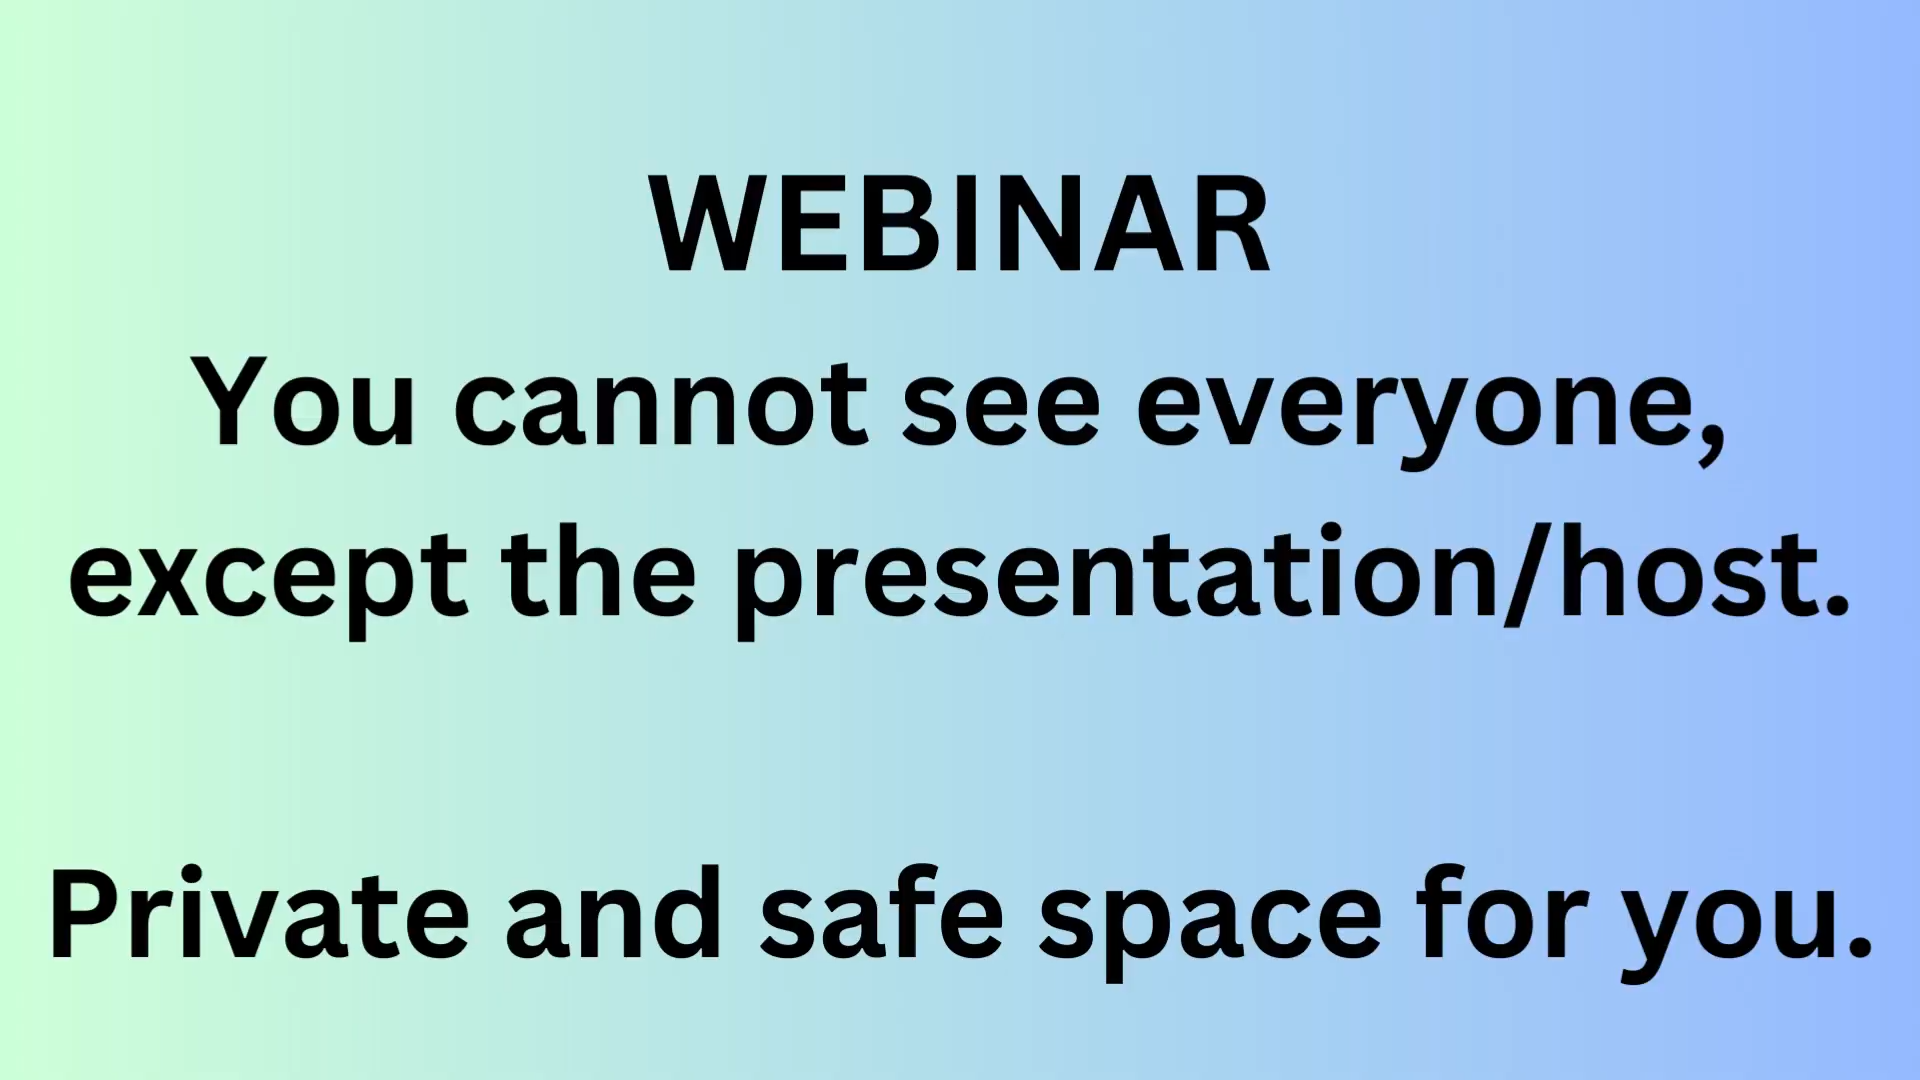 WEBINAR
You cannot see everyone,
except the presentation/host.
Private and safe space for you.